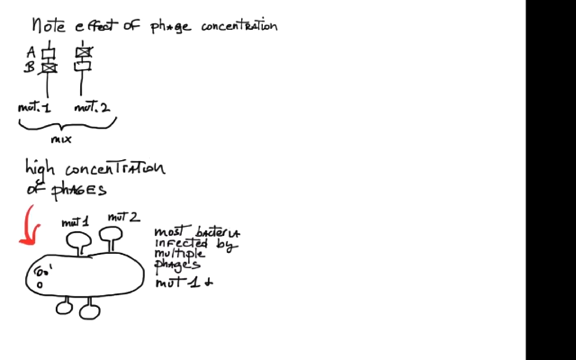 Note effect of phage concentration
A
B
mut.1 mut.2
mix
high concentration
of phages
mut 1 mut 2
most bacteria
infected by
multiple
phages
mut 1 +